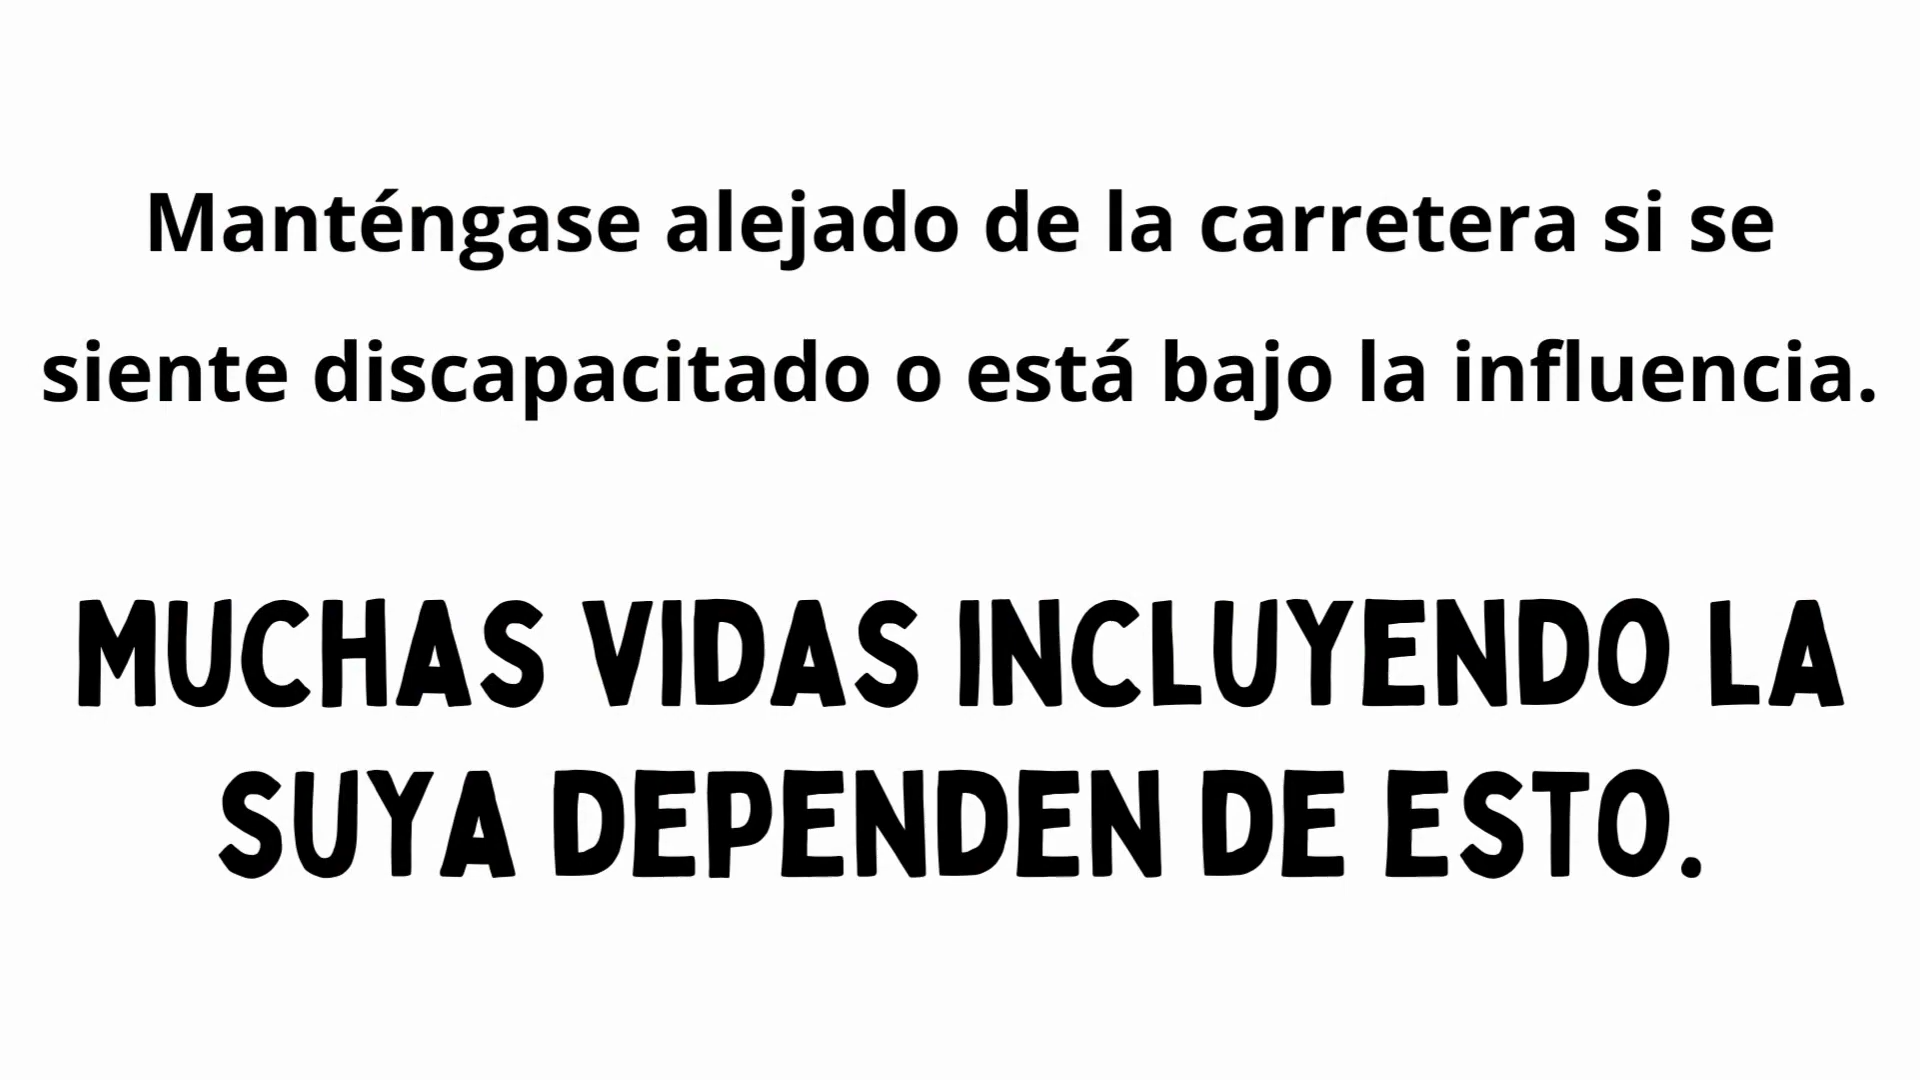 Manténgase alejado de la carretera si se
siente discapacitado o está bajo la influencia.
MUCHAS VIDAS INCLUYENDO LA
SUYA DEPENDEN DE ESTO.